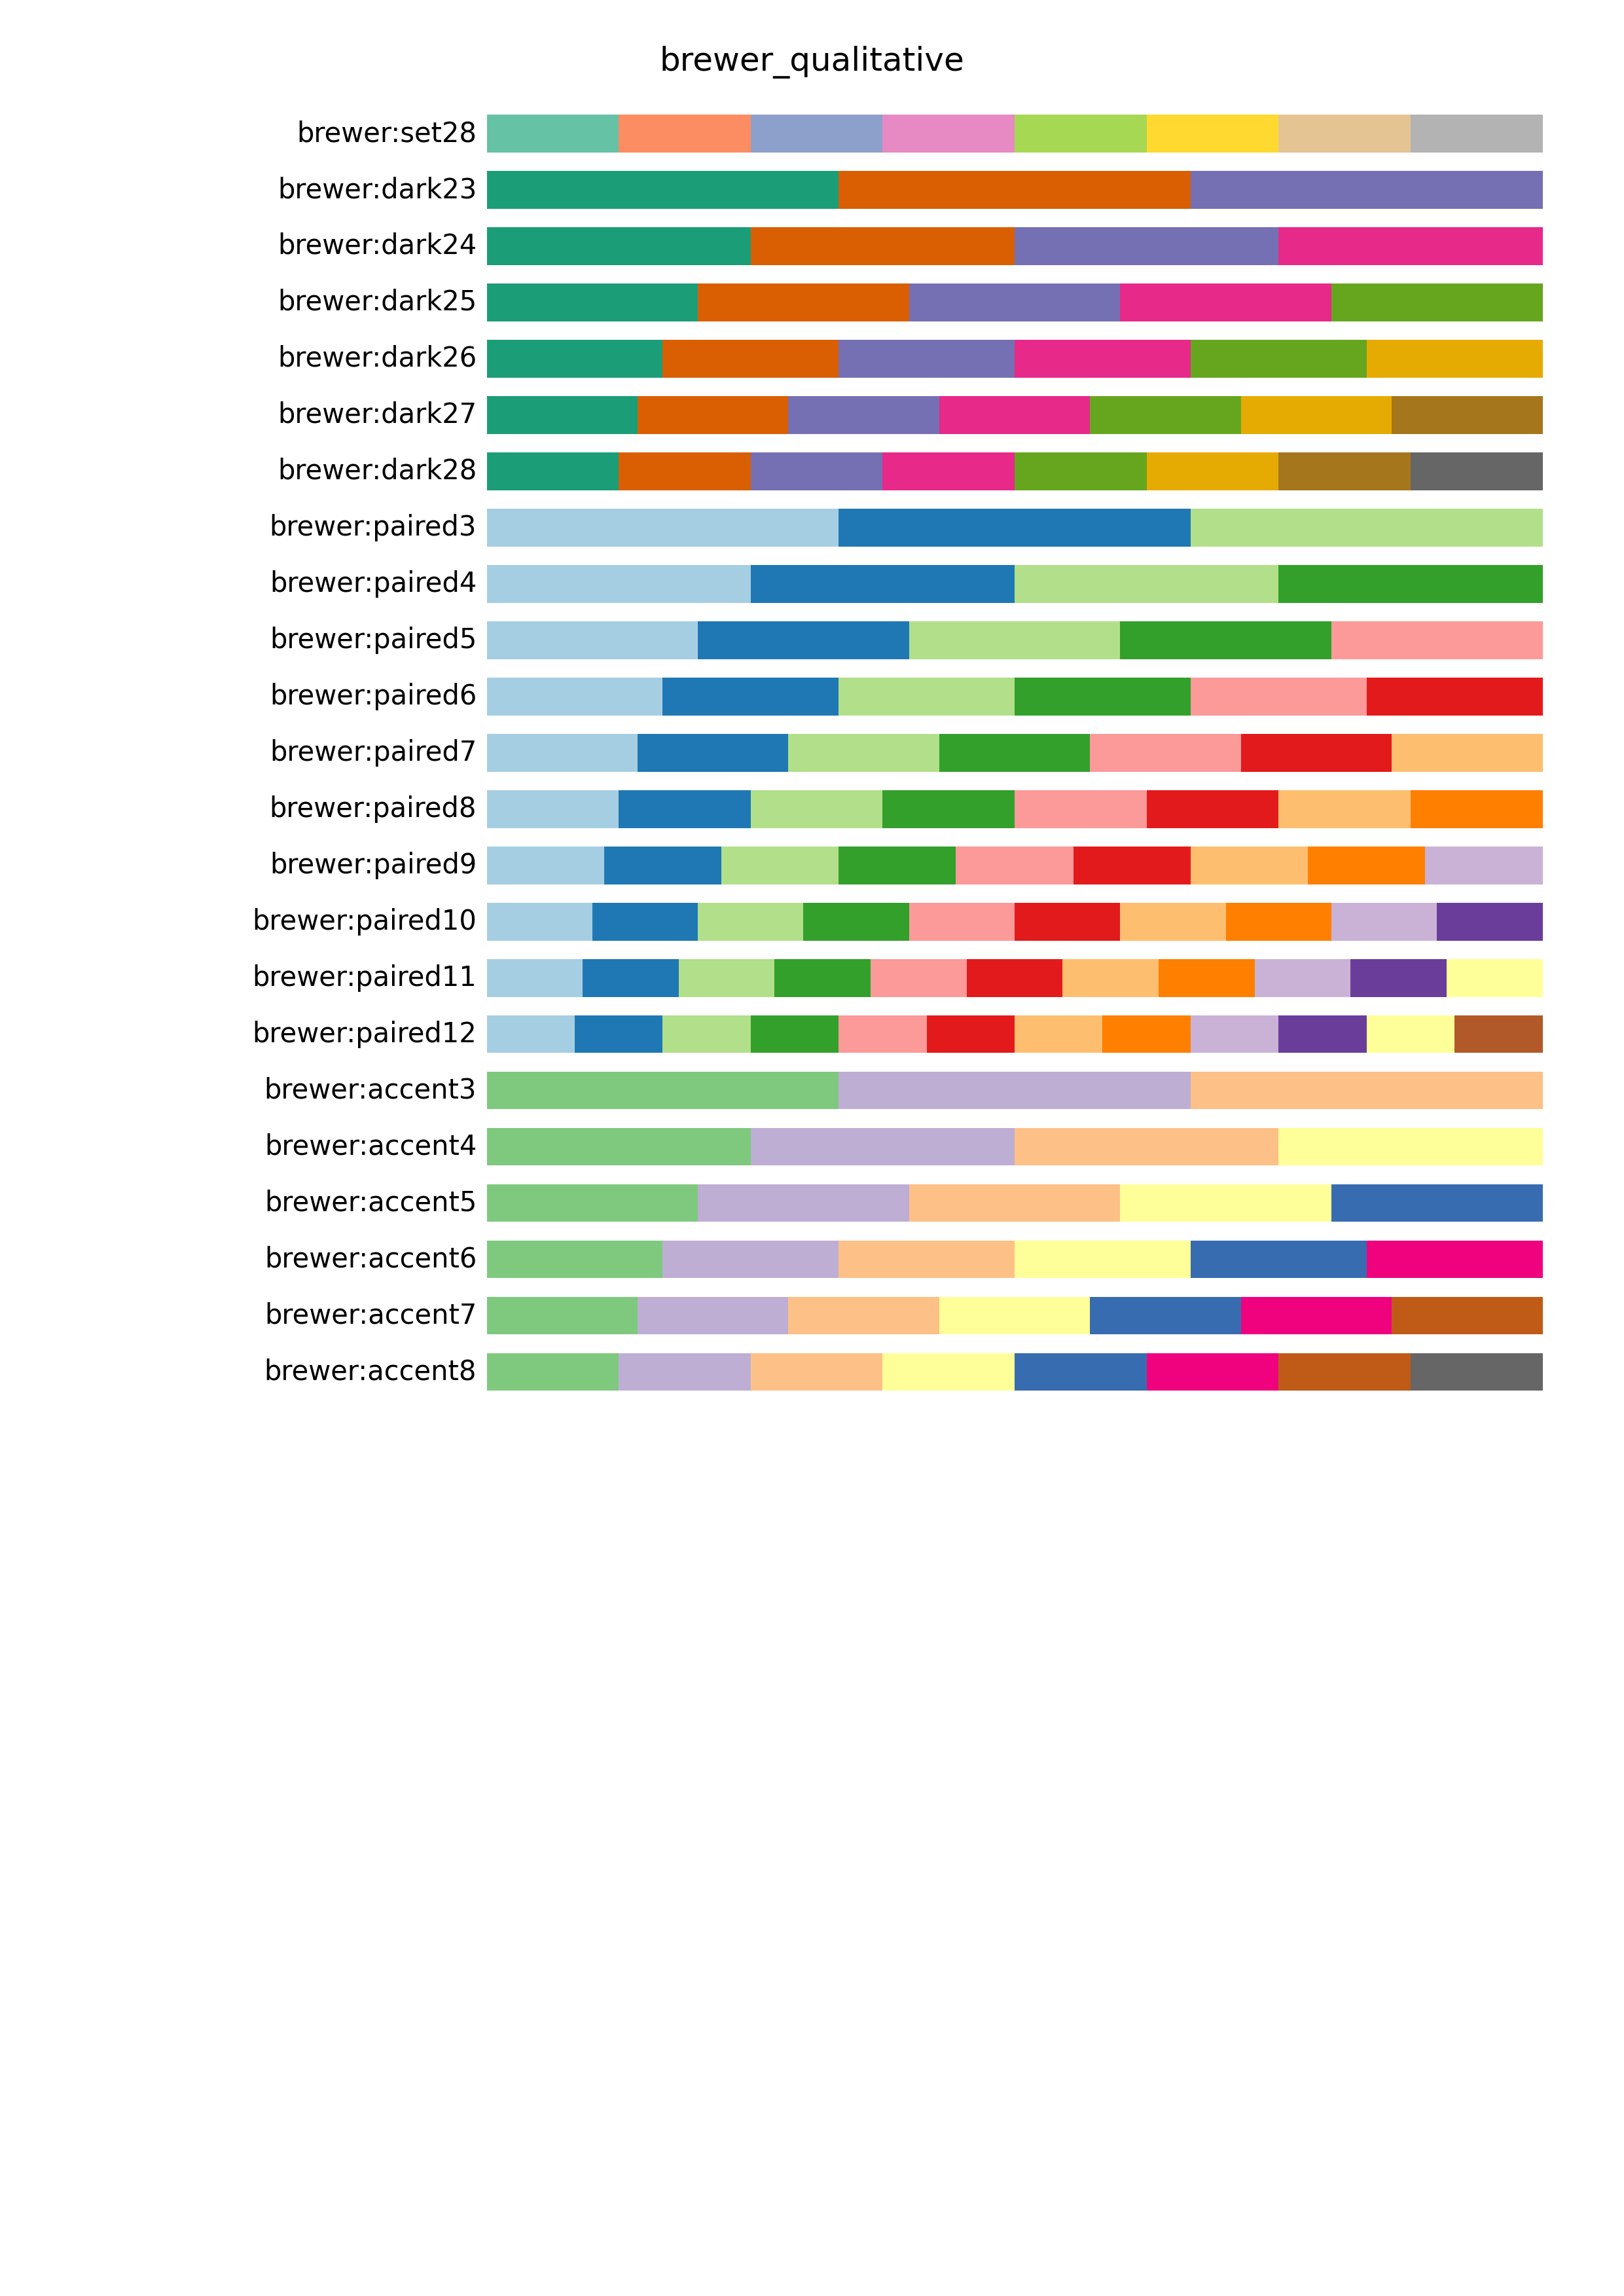 brewer_qualitative
brewer:set28
brewer:dark23
brewer:dark24
brewer:dark25
brewer:dark26
brewer:dark27
brewer:dark28
brewer:paired3
brewer:paired4
brewer:paired5
brewer:paired6
brewer:paired7
brewer:paired8
brewer:paired9
brewer:paired10
brewer:paired11
brewer:paired12
brewer:accent3
brewer:accent4
brewer:accent5
brewer:accent6
brewer:accent7
brewer:accent8